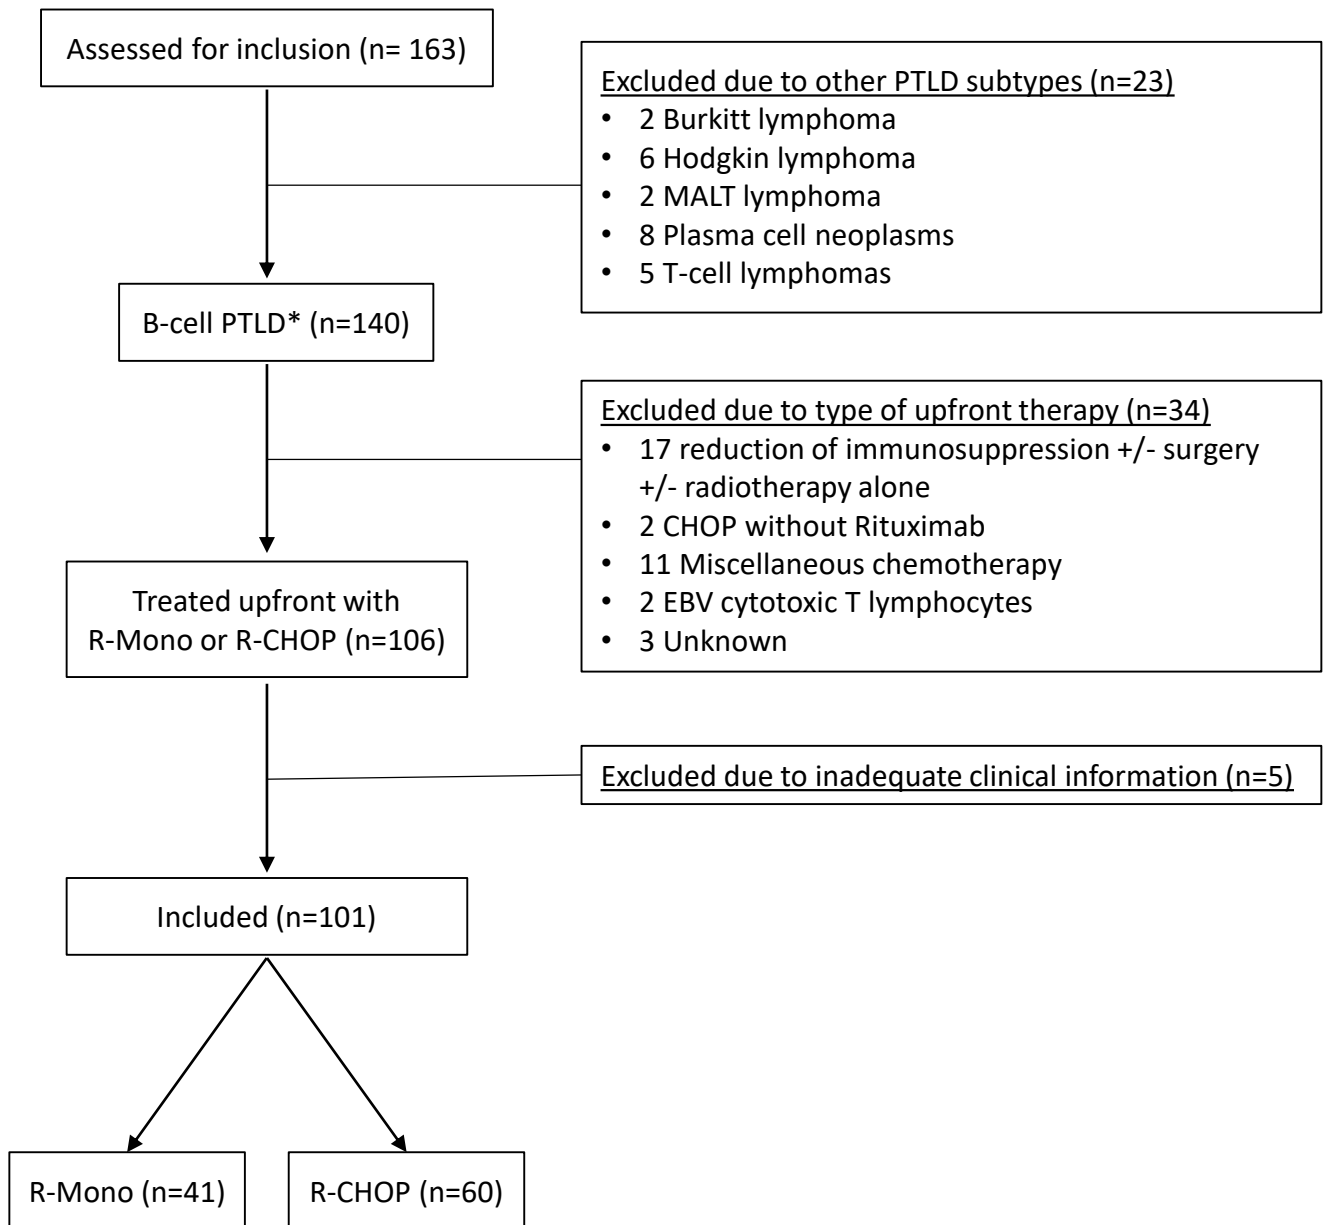 Assessed for inclusion (n= 163)
Excluded due to other PTLD subtypes (n=23)
• 2 Burkitt lymphoma
• 6 Hodgkin lymphoma
• 2 MALT lymphoma
• 8 Plasma cell neoplasms
• 5 T-cell lymphomas
B-cell PTLD* (n=140)
Excluded due to type of upfront therapy (n=34)
• 17 reduction of immunosuppression +/- surgery
+/- radiotherapy alone
• 2 CHOP without Rituximab
• 11 Miscellaneous chemotherapy
• 2 EBV cytotoxic T lymphocytes
• 3 Unknown
Treated upfront with
R-Mono or R-CHOP (n=106)
Excluded due to inadequate clinical information (n=5)
Included (n=101)
R-Mono (n=41)
R-CHOP (n=60)